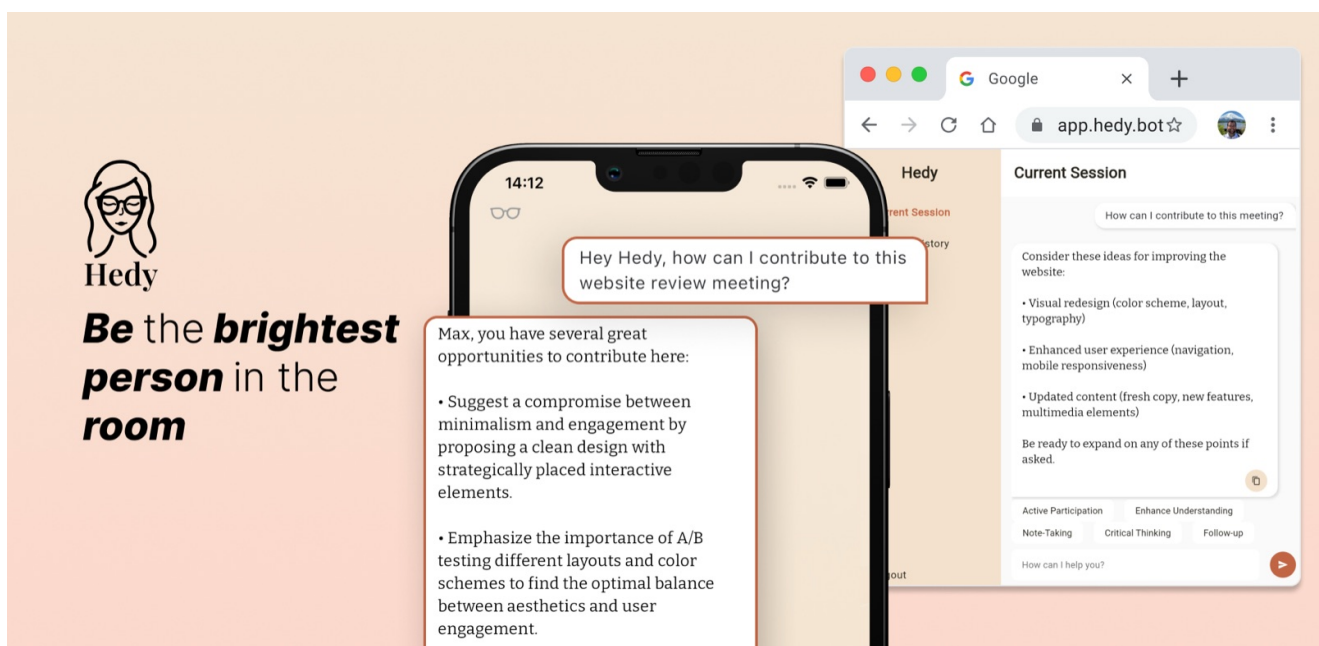 Hedy
Be the brightest
person in the
room
14:12
Hey Hedy, how can I contribute to this
website review meeting?
Max, you have several great
opportunities to contribute here:
• Suggest a compromise between
minimalism and engagement by
proposing a clean design with
strategically placed interactive
elements.
• Emphasize the importance of A/B
testing different layouts and color
schemes to find the optimal balance
between aesthetics and user
engagement.
Google
app.hedy.bot
Hedy
rent Session
story
gout
Current Session
How can I contribute to this meeting?
Consider these ideas for improving the
website:
• Visual redesign (color scheme, layout,
typography)
• Enhanced user experience (navigation,
mobile responsiveness)
• Updated content (fresh copy, new features,
multimedia elements)
Be ready to expand on any of these points if
asked.
Active Participation Enhance Understanding
Note-Taking Critical Thinking Follow-up
How can I help you?